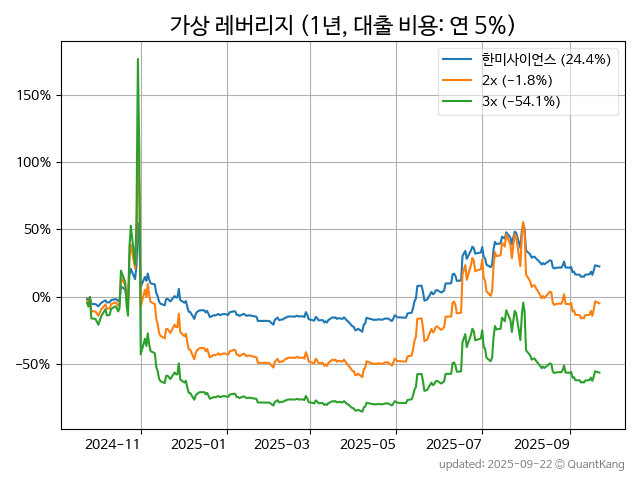 가상 레버리지 (1년, 대출 비용: 연 5%)
한미사이언스 (24.4%)
2x (−1.8%)
3x (−54.1%)
150%
100%
50%
0%
−50%
2024-11 2025-01 2025-03 2025-05 2025-07 2025-09
updated: 2025-09-22 © QuantKang